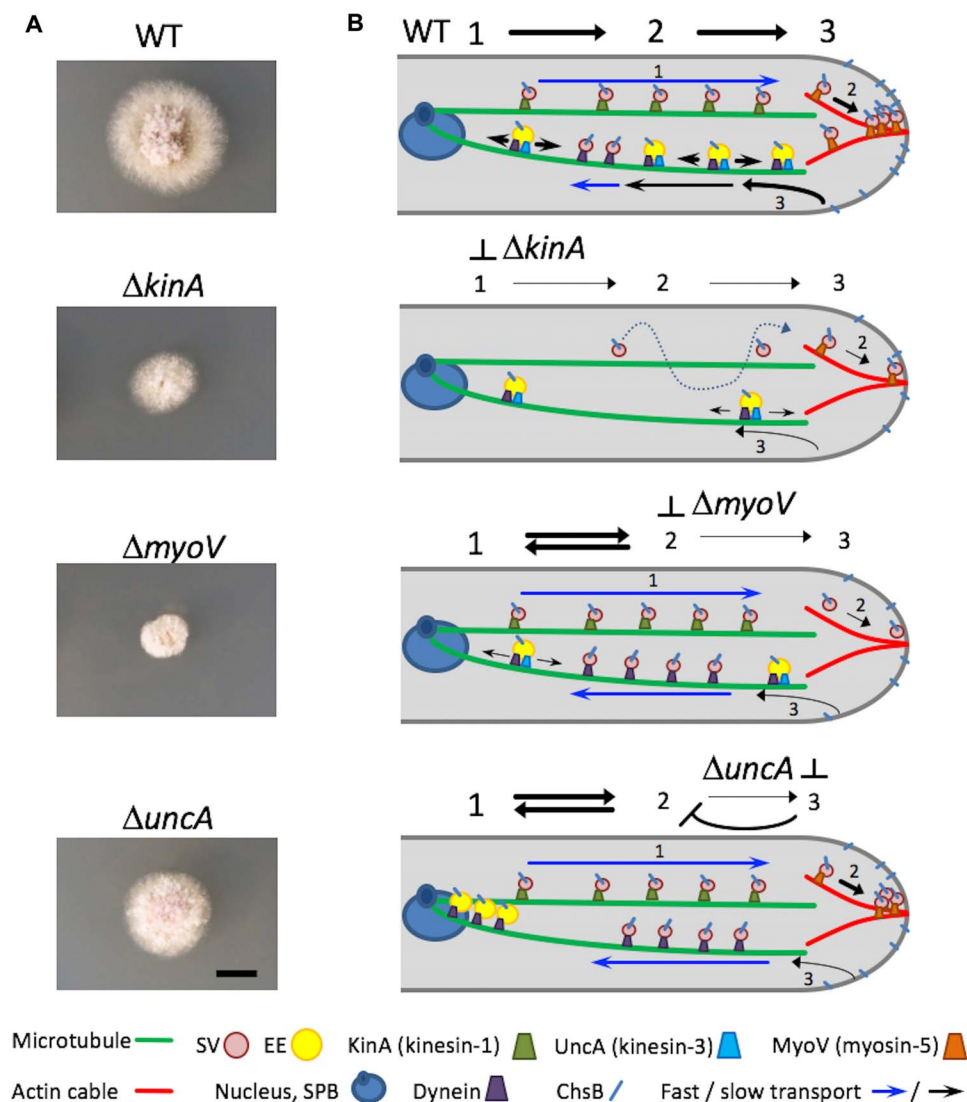 A
B
WT
WT 1 2 3
1
2
3
ΔkinA
⊥ ΔkinA
1 2 3
2
3
ΔmyoV
⊥ ΔmyoV
1 2 3
1
2
3
ΔuncA
ΔuncA ⊥
1 2 3
1
2
3
Microtubule SV EE KinA (kinesin-1) UncA (kinesin-3) MyoV (myosin-5)
Actin cable Nucleus, SPB Dynein ChsB Fast / slow transport /